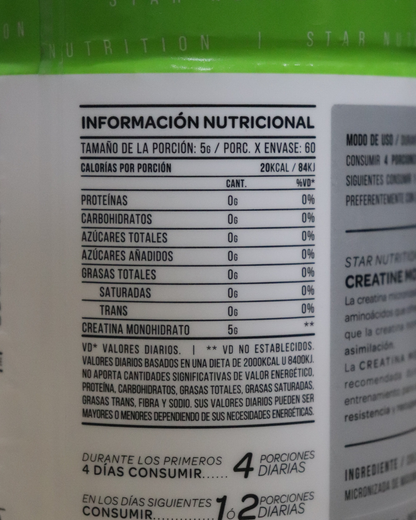 STAR N
ON
NUTRITION | STAR NU
INFORMACIÓN NUTRICIONAL
TAMAÑO DE LA PORCIÓN: 5G / PORC. X ENVASE: 60
CALORÍAS POR PORCIÓN 20KCAL / 84KJ
CANT. %VD*
PROTEÍNAS 0G 0%
CARBOHIDRATOS 0G 0%
AZÚCARES TOTALES 0G 0%
AZÚCARES AÑADIDOS 0G 0%
GRASAS TOTALES 0G 0%
SATURADAS 0G 0%
TRANS 0G 0%
CREATINA MONOHIDRATO 5G **
VD* VALORES DIARIOS. | ** VD NO ESTABLECIDOS.
VALORES DIARIOS BASADOS EN UNA DIETA DE 2000KCAL U 8400KJ.
NO APORTA CANTIDADES SIGNIFICATIVAS DE VALOR ENERGÉTICO,
PROTEÍNA, CARBOHIDRATOS, GRASAS TOTALES, GRASAS SATURADAS,
GRASAS TRANS, FIBRA Y SODIO. SUS VALORES DIARIOS PUEDEN SER
MAYORES O MENORES DEPENDIENDO DE SUS NECESIDADES ENERGÉTICAS.
DURANTE LOS PRIMEROS
4 DÍAS CONSUMIR...... 4 PORCIONES DIARIAS
EN LOS DÍAS SIGUIENTES
CONSUMIR............ 1 ó 2 PORCIONES DIARIAS
MODO DE USO /
CONSUMIR 4
SIGUIENTES CONSUMIR
PREFERENTEMENTE
STAR NUTRITION
CREATINE MO
La creatina
aminoácidos que
que la creatina
asimilación.
La CREATINA
recomendada
entrenamiento
resistencia y
INGREDIENTE /
MICRONIZADA DE